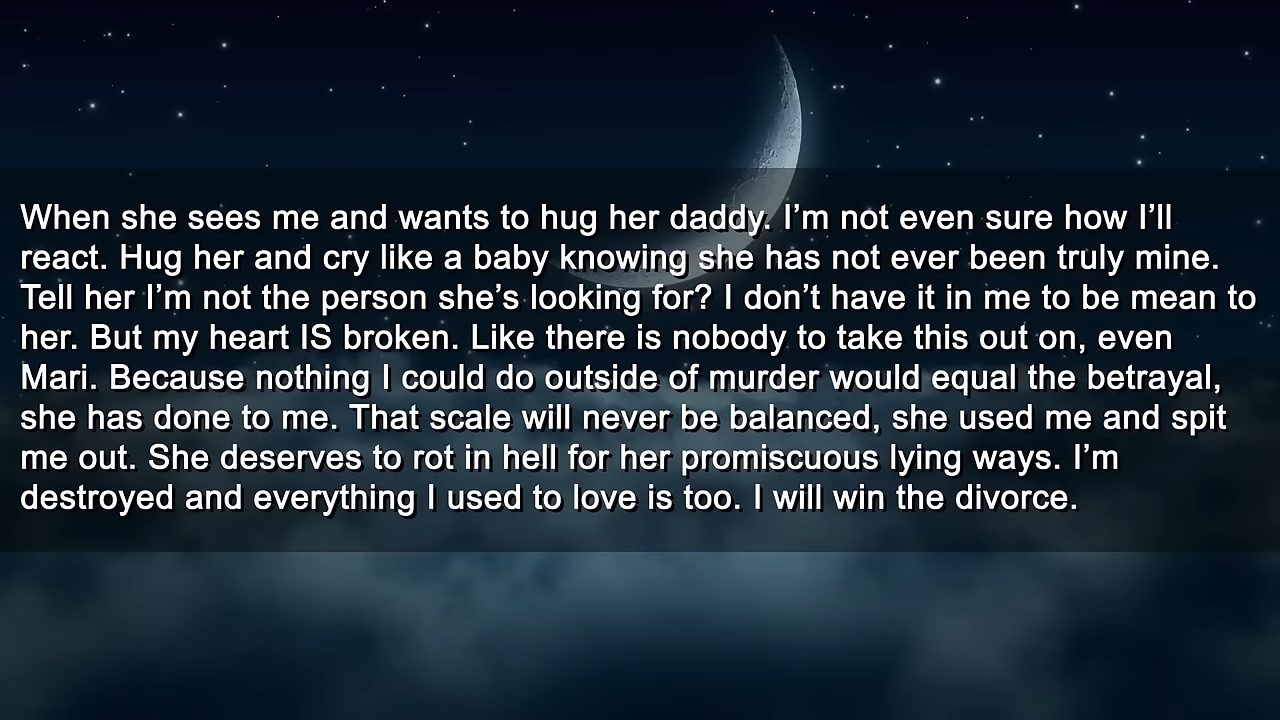 When she sees me and wants to hug her daddy. I’m not even sure how I’ll
react. Hug her and cry like a baby knowing she has not ever been truly mine.
Tell her I’m not the person she’s looking for? I don’t have it in me to be mean to
her. But my heart IS broken. Like there is nobody to take this out on, even
Mari. Because nothing I could do outside of murder would equal the betrayal,
she has done to me. That scale will never be balanced, she used me and spit
me out. She deserves to rot in hell for her promiscuous lying ways. I’m
destroyed and everything I used to love is too. I will win the divorce.